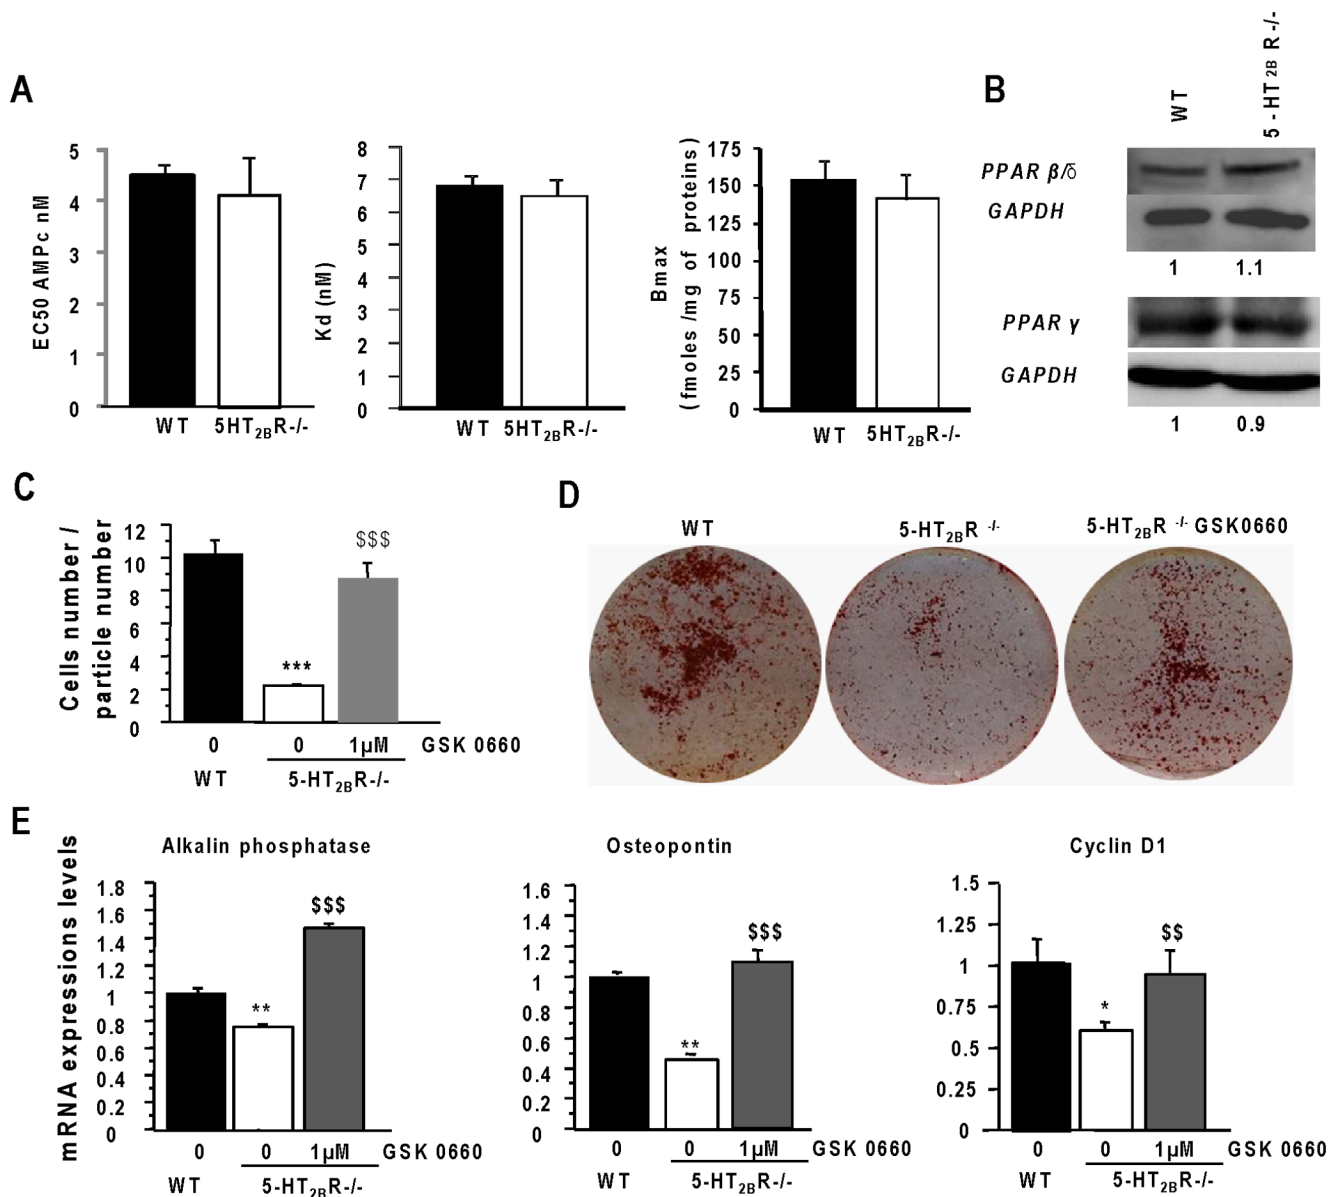 A
EC50 AMPc nM
5
4
3
2
1
0
WT 5HT2BR-/-
Kd (nM)
8
7
6
5
4
3
2
1
0
WT 5HT2BR-/-
Bmax
(fmoles /mg of proteins)
175
150
125
100
75
50
25
0
WT 5HT2BR-/-
B
WT
5 - HT 2B R -/-
PPAR β/δ
GAPDH
1 1.1
PPAR γ
GAPDH
1 0.9
C
Cells number /
particle number
12
10
8
6
4
2
0
***
$$$
0 0 1µM GSK 0660
WT 5-HT2BR-/-
D
WT 5-HT2BR -/- 5-HT2BR -/- GSK0660
E
mRNA expressions levels
Alkalin phosphatase
1.8
1.6
1.4
1.2
1
0.8
0.6
0.4
0.2
0
**
$$$
0 0 1µM GSK 0660
WT 5-HT2BR-/-
Osteopontin
1.6
1.4
1.2
1
0.8
0.6
0.4
0.2
0
**
$$$
0 0 1µM GSK 0660
WT 5-HT2BR-/-
Cyclin D1
1.5
1.25
1
0.75
0.5
0.25
0
*
$$
0 0 1µM GSK 0660
WT 5-HT2BR-/-